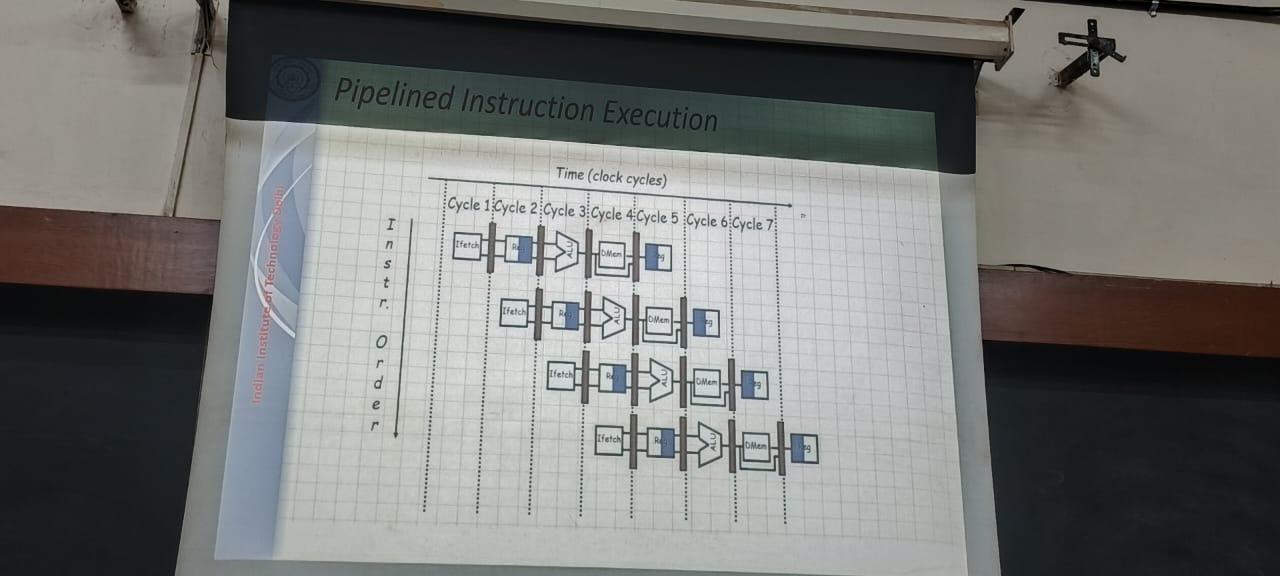 Pipelined Instruction Execution
Indian Institute of Technology Delhi
Time (clock cycles)
Cycle 1 Cycle 2 Cycle 3 Cycle 4 Cycle 5 Cycle 6 Cycle 7
Instr. Order
Ifetch Reg ALU DMem Reg
Ifetch Reg ALU DMem Reg
Ifetch Reg ALU DMem Reg
Ifetch Reg ALU DMem Reg